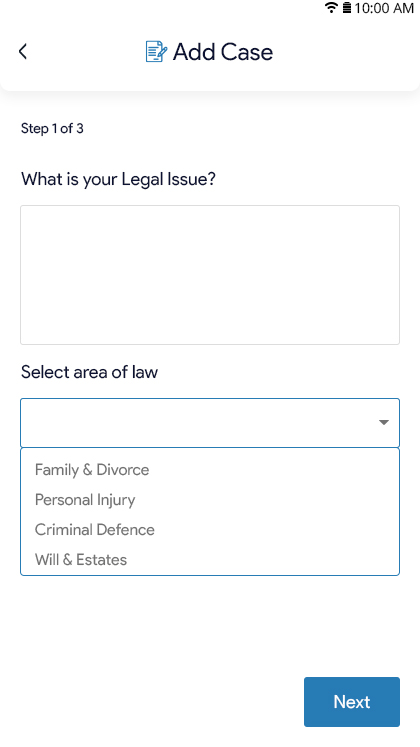 10:00 AM
Add Case
Step 1 of 3
What is your Legal Issue?
Select area of law
Family & Divorce
Personal Injury
Criminal Defence
Will & Estates
Next